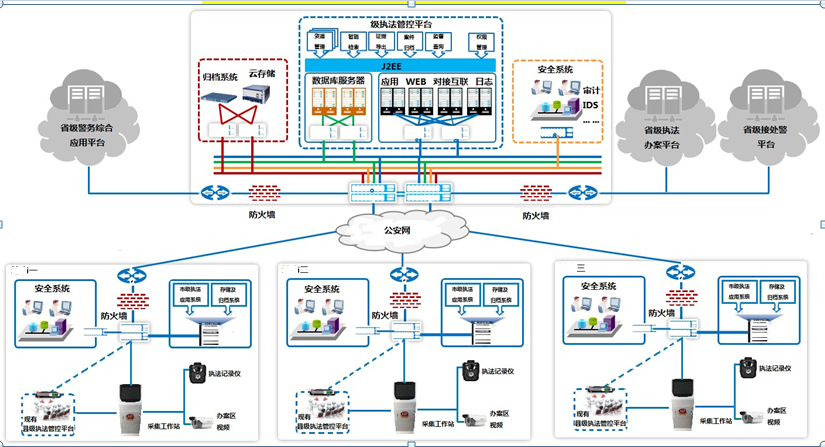 级执法管控平台
交通
管理
智能
检索
证据
导出
案件
归档
监督
查询
权限
管理
J2EE
归档系统
云存储
数据库服务器
应用
WEB
对接互联
日志
安全系统
审计
IDS
... ...
省级警务综合
应用平台
省级执法
办案平台
省级接处警
平台
防火墙
防火墙
公安网
一
安全系统
防火墙
市级执法
应用系统
存储及
归档系统
现有
县级执法管控平台
采集工作站
执法记录仪
办案区
视频
二
安全系统
防火墙
市级执法
应用系统
存储及
归档系统
现有
县级执法管控平台
采集工作站
执法记录仪
办案区
视频
三
安全系统
防火墙
市级执法
应用系统
存储及
归档系统
现有
县级执法管控平台
采集工作站
执法记录仪
办案区
视频